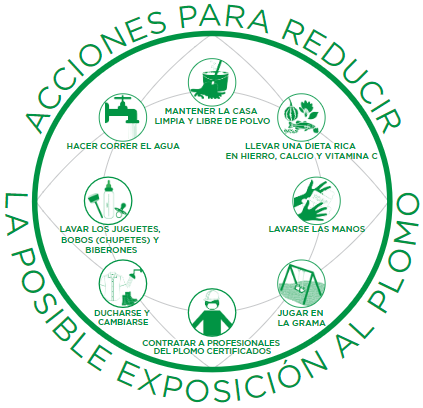 ACCIONES PARA REDUCIR
LA POSIBLE EXPOSICIÓN AL PLOMO
MANTENER LA CASA
LIMPIA Y LIBRE DE POLVO
LLEVAR UNA DIETA RICA
EN HIERRO, CALCIO Y VITAMINA C
LAVARSE LAS MANOS
JUGAR EN
LA GRAMA
CONTRATAR A PROFESIONALES
DEL PLOMO CERTIFICADOS
DUCHARSE Y
CAMBIARSE
LAVAR LOS JUGUETES,
BOBOS (CHUPETES) Y
BIBERONES
HACER CORRER EL AGUA